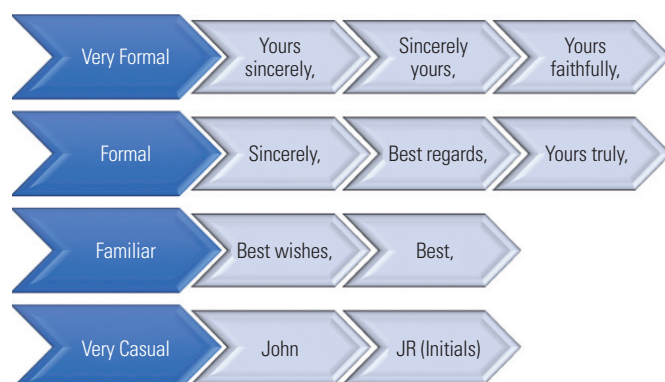 Very Formal
Yours
sincerely,
Sincerely
yours,
Yours
faithfully,
Formal
Sincerely,
Best regards,
Yours truly,
Familiar
Best wishes,
Best,
Very Casual
John
JR (Initials)